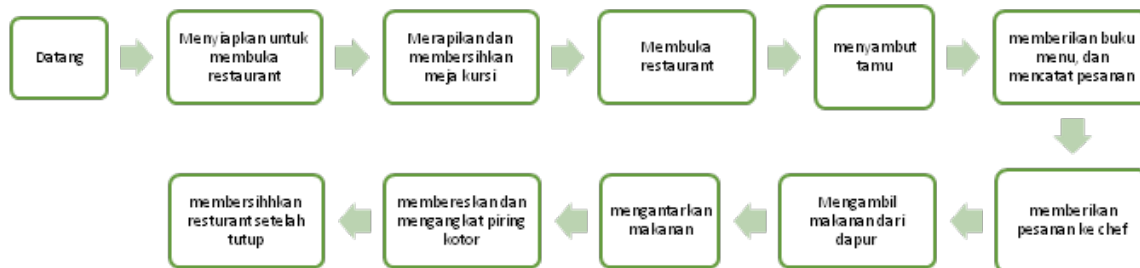 Datang
Menyiapkan untuk
membuka
restaurant
Merapikan dan
membersihkan
meja kursi
Membuka
restaurant
menyambut
tamu
memberikan buku
menu, dan
mencatat pesanan
memberikan
pesanan ke chef
Mengambil
makanan dari
dapur
mengantarkan
makanan
membereskan dan
mengangkat piring
kotor
membersihhkan
resturant setelah
tutup